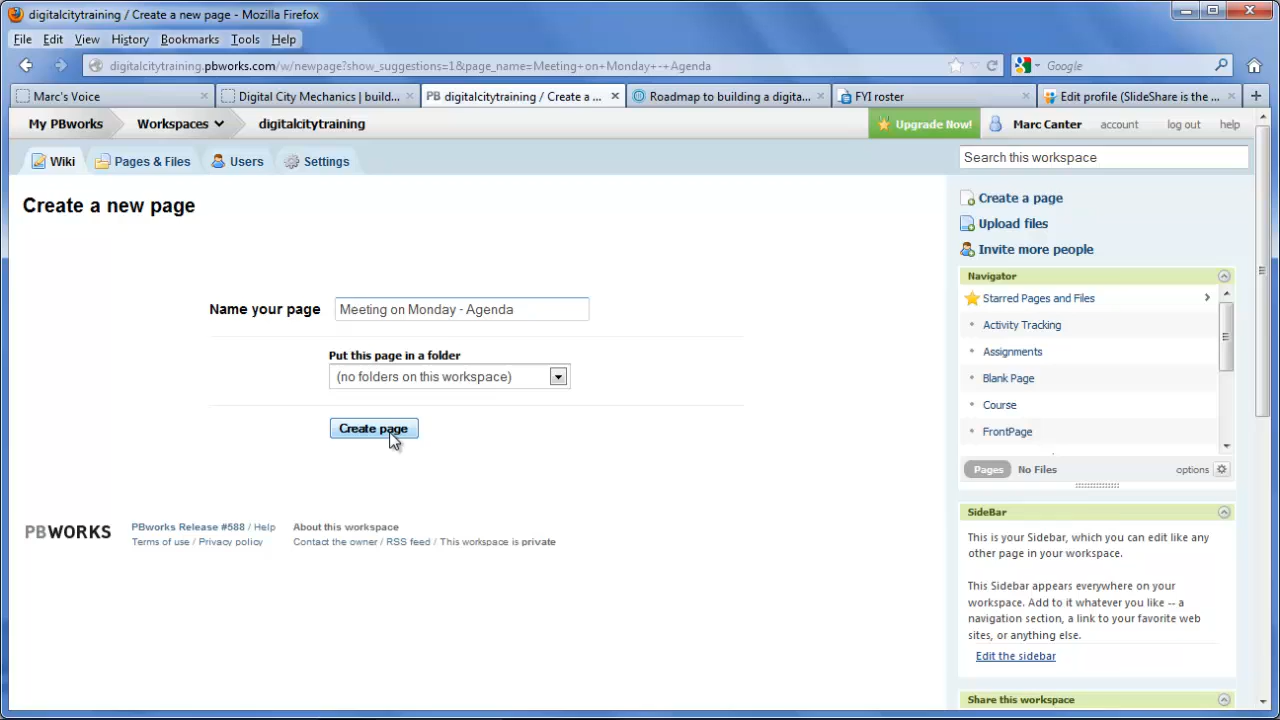 digitalcitytraining / Create a new page - Mozilla Firefox
File Edit View History Bookmarks Tools Help
digitalcitytraining.pbworks.com/w/newpage?show_suggestions=1&page_name=Meeting+on+Monday+-+Agenda
Google
Marc's Voice
Digital City Mechanics | build...
PB digitalcitytraining / Create a ...
Roadmap to building a digita...
FYI roster
Edit profile (SlideShare is the ...
My PBworks
Workspaces
digitalcitytraining
Upgrade Now!
Marc Canter
account
log out
help
Wiki
Pages & Files
Users
Settings
Search this workspace
Create a new page
Name your page
Meeting on Monday - Agenda
Put this page in a folder
(no folders on this workspace)
Create page
PBWORKS
PBworks Release #588 / Help
Terms of use / Privacy policy
About this workspace
Contact the owner / RSS feed / This workspace is private
Create a page
Upload files
Invite more people
Navigator
Starred Pages and Files
Activity Tracking
Assignments
Blank Page
Course
FrontPage
Pages
No Files
options
SideBar
This is your Sidebar, which you can edit like any
other page in your workspace.
This Sidebar appears everywhere on your
workspace. Add to it whatever you like -- a
navigation section, a link to your favorite web
sites, or anything else.
Edit the sidebar
Share this workspace